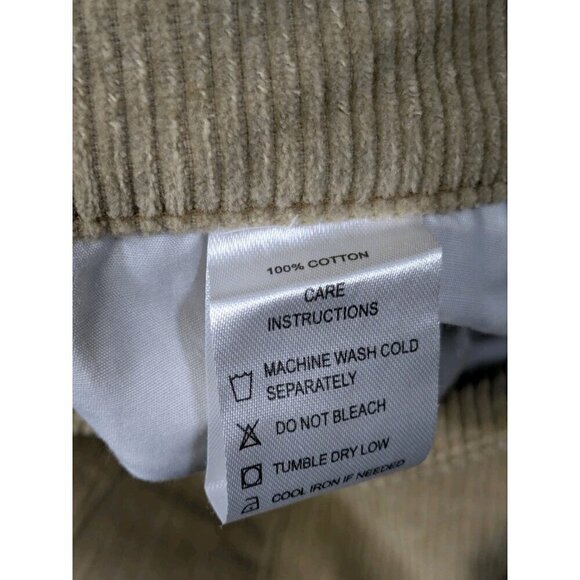 100% COTTON
CARE
INSTRUCTIONS
MACHINE WASH COLD
SEPARATELY
DO NOT BLEACH
TUMBLE DRY LOW
COOL IRON IF NEEDED